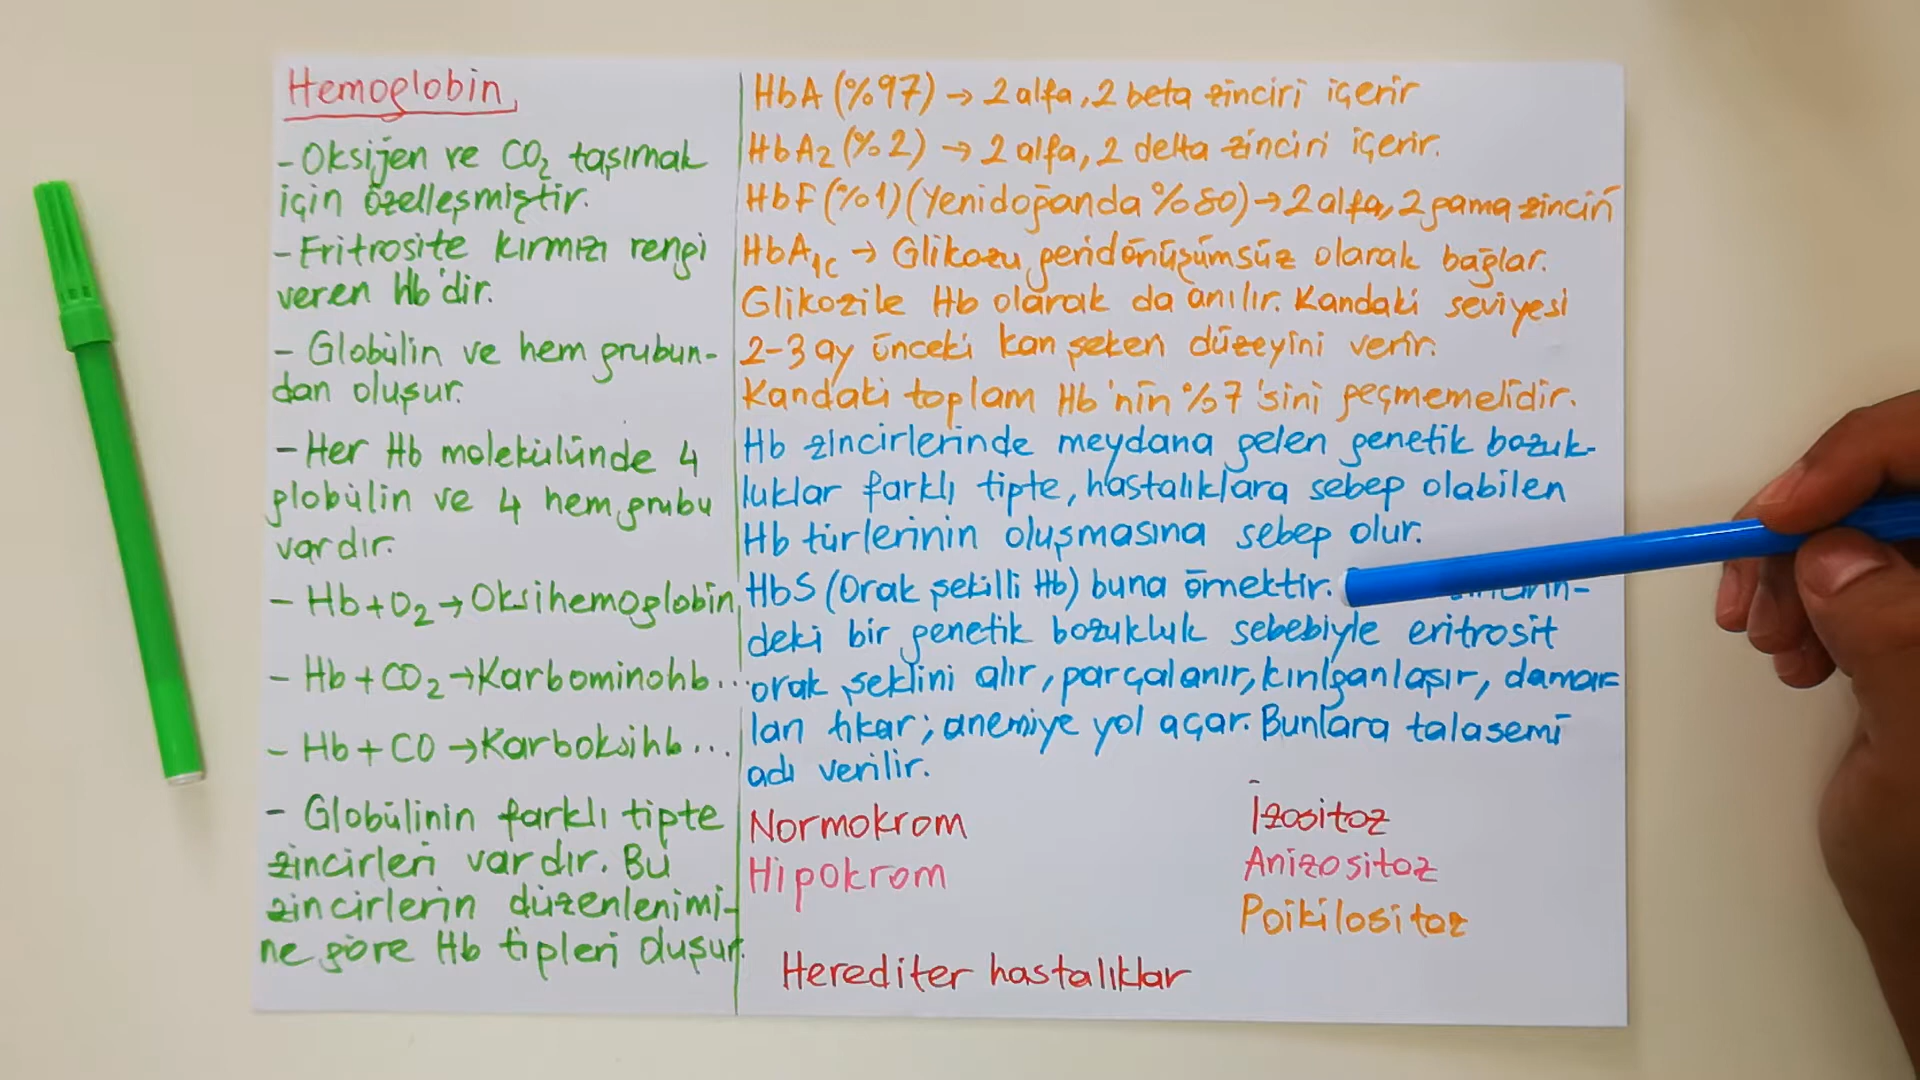 Hemoglobin
- Oksijen ve CO₂ taşımak
için özelleşmiştir.
- Eritrosite kırmızı rengi
veren Hb'dir.
- Globülin ve hem grubun-
dan oluşur.
- Her Hb molekülünde 4
globülin ve 4 hem grubu
vardır.
- Hb+O₂→Oksihemoglobin
- Hb+CO₂→Karbominohb...
- Hb+CO→Karboksihb...
- Globülinin farklı tipte
zincirleri vardır. Bu
zincirlerin düzenlenimi-
ne göre Hb tipleri oluşur.
HbA (%97) → 2 alfa, 2 beta zinciri içerir
HbA₂ (%2) → 2 alfa, 2 delta zinciri içerir.
HbF (%1) (Yenidoğanda %80)→2 alfa, 2 gama zinciri
HbA₁c → Glikozu geridönüşümsüz olarak bağlar.
Glikozile Hb olarak da anılır. Kandaki seviyesi
2-3 ay önceki kan şekeri düzeyini verir.
Kandaki toplam Hb'nin %7'sini geçmemelidir.
Hb zincirlerinde meydana gelen genetik bozuk-
luklar farklı tipte, hastalıklara sebep olabilen
Hb türlerinin oluşmasına sebep olur.
HbS (Orak şekilli Hb) buna örnektir.
deki bir genetik bozukluk sebebiyle eritrosit
orak şeklini alır, parçalanır, kırılganlaşır, damar-
ları tıkar; anemiye yol açar. Bunlara talasemi
adı verilir.
Normokrom
Hipokrom
İzositoz
Anizositoz
Poikilositoz
Herediter hastalıklar